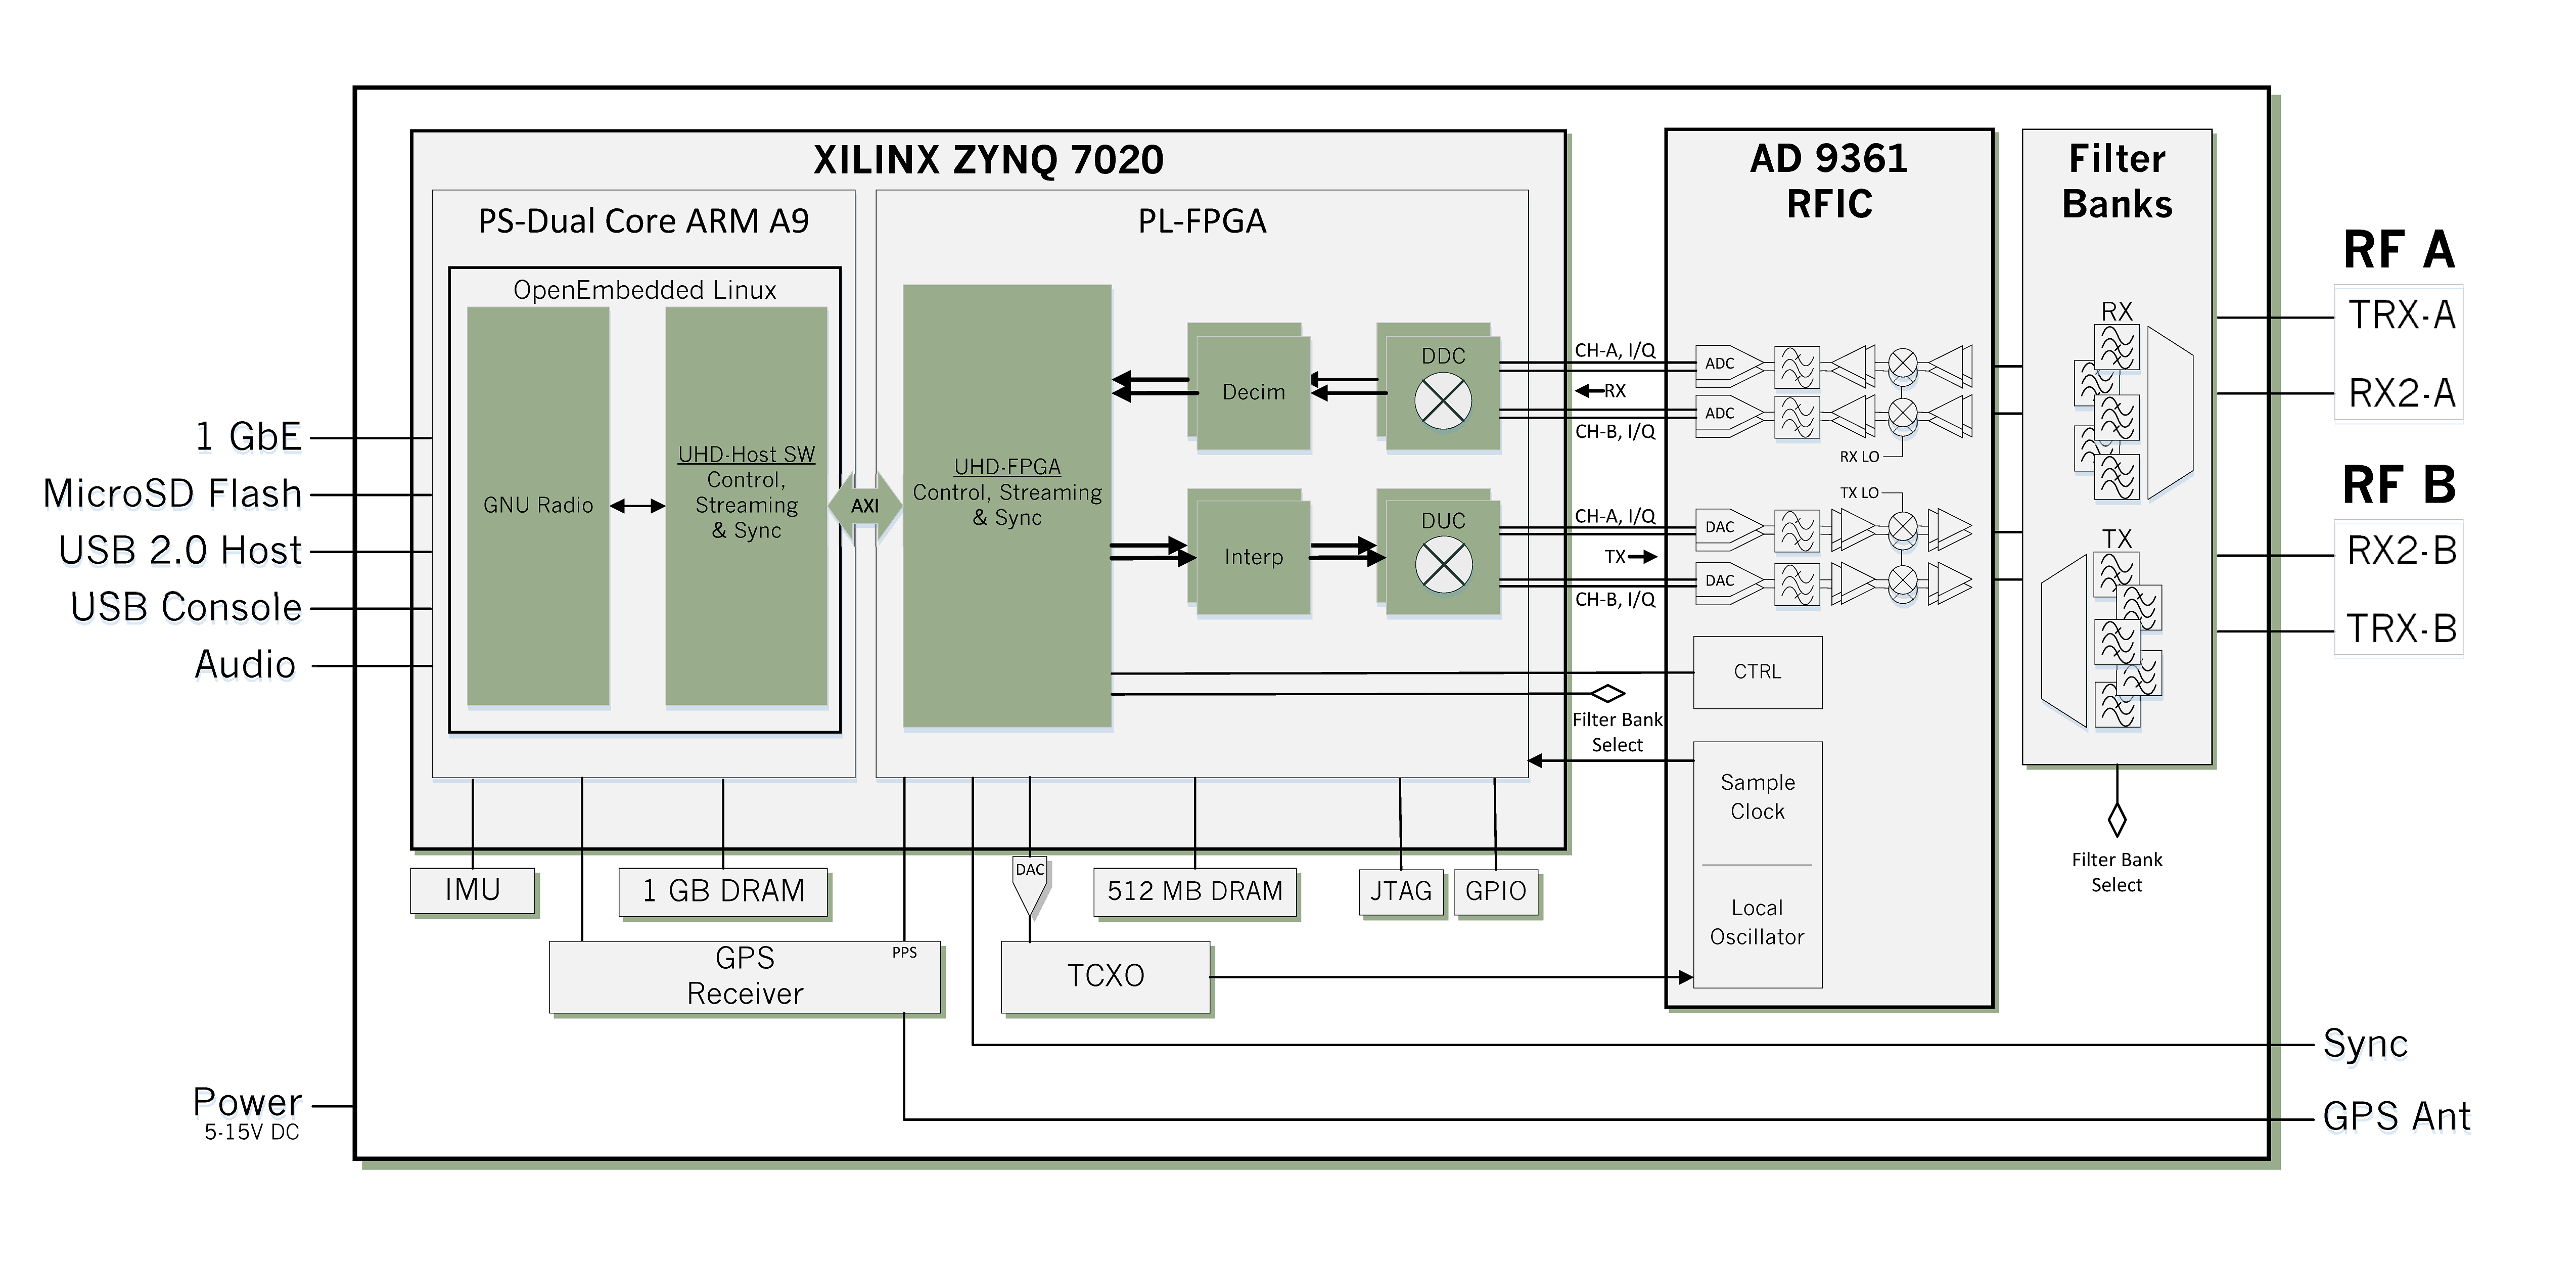 XILINX ZYNQ 7020
PS-Dual Core ARM A9
OpenEmbedded Linux
GNU Radio
UHD-Host SW
Control,
Streaming
& Sync
AXI
PL-FPGA
UHD-FPGA
Control, Streaming
& Sync
Decim
DDC
Interp
DUC
CH-A, I/Q
RX
CH-B, I/Q
CH-A, I/Q
TX
CH-B, I/Q
Filter Bank
Select
AD 9361
RFIC
ADC
ADC
RX LO
TX LO
DAC
DAC
CTRL
Sample
Clock
Local
Oscillator
Filter
Banks
RX
TX
Filter Bank
Select
RF A
TRX-A
RX2-A
RF B
RX2-B
TRX-B
1 GbE
MicroSD Flash
USB 2.0 Host
USB Console
Audio
IMU
1 GB DRAM
DAC
512 MB DRAM
JTAG
GPIO
GPS
Receiver
PPS
TCXO
Sync
GPS Ant
Power
5-15V DC